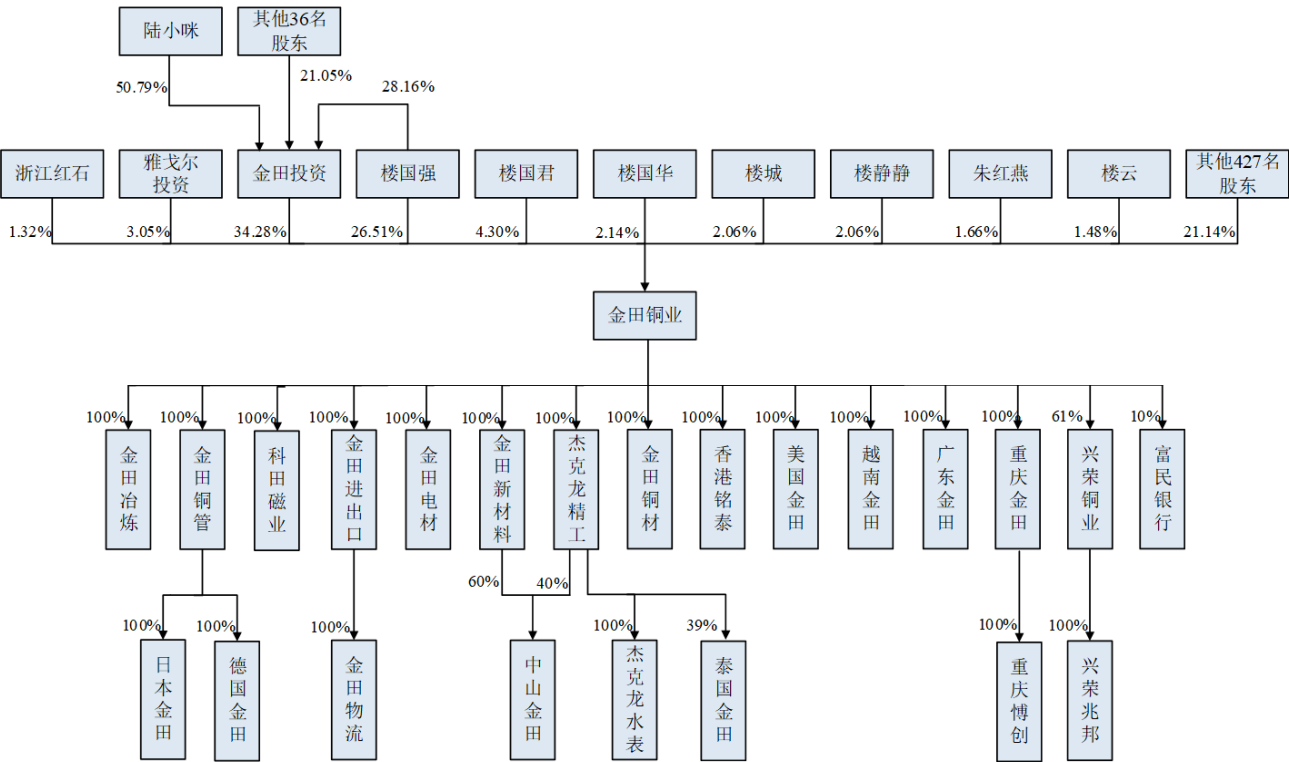 陆小咪
其他36名
股东
50.79%
21.05%
28.16%
浙江红石
雅戈尔
投资
金田投资
楼国强
楼国君
楼国华
楼城
楼静静
朱红燕
楼云
其他427名
股东
1.32%
3.05%
34.28%
26.51%
4.30%
2.14%
2.06%
2.06%
1.66%
1.48%
21.14%
金田铜业
100%
100%
100%
100%
100%
100%
100%
100%
100%
100%
100%
100%
100%
61%
10%
金田冶炼
金田铜管
科田磁业
金田进出口
金田电材
金田新材料
杰克龙精工
金田铜材
香港铭泰
美国金田
越南金田
广东金田
重庆金田
兴荣铜业
富民银行
60%
40%
100%
100%
100%
100%
39%
100%
100%
日本金田
德国金田
金田物流
中山金田
杰克龙水表
泰国金田
重庆博创
兴荣兆邦